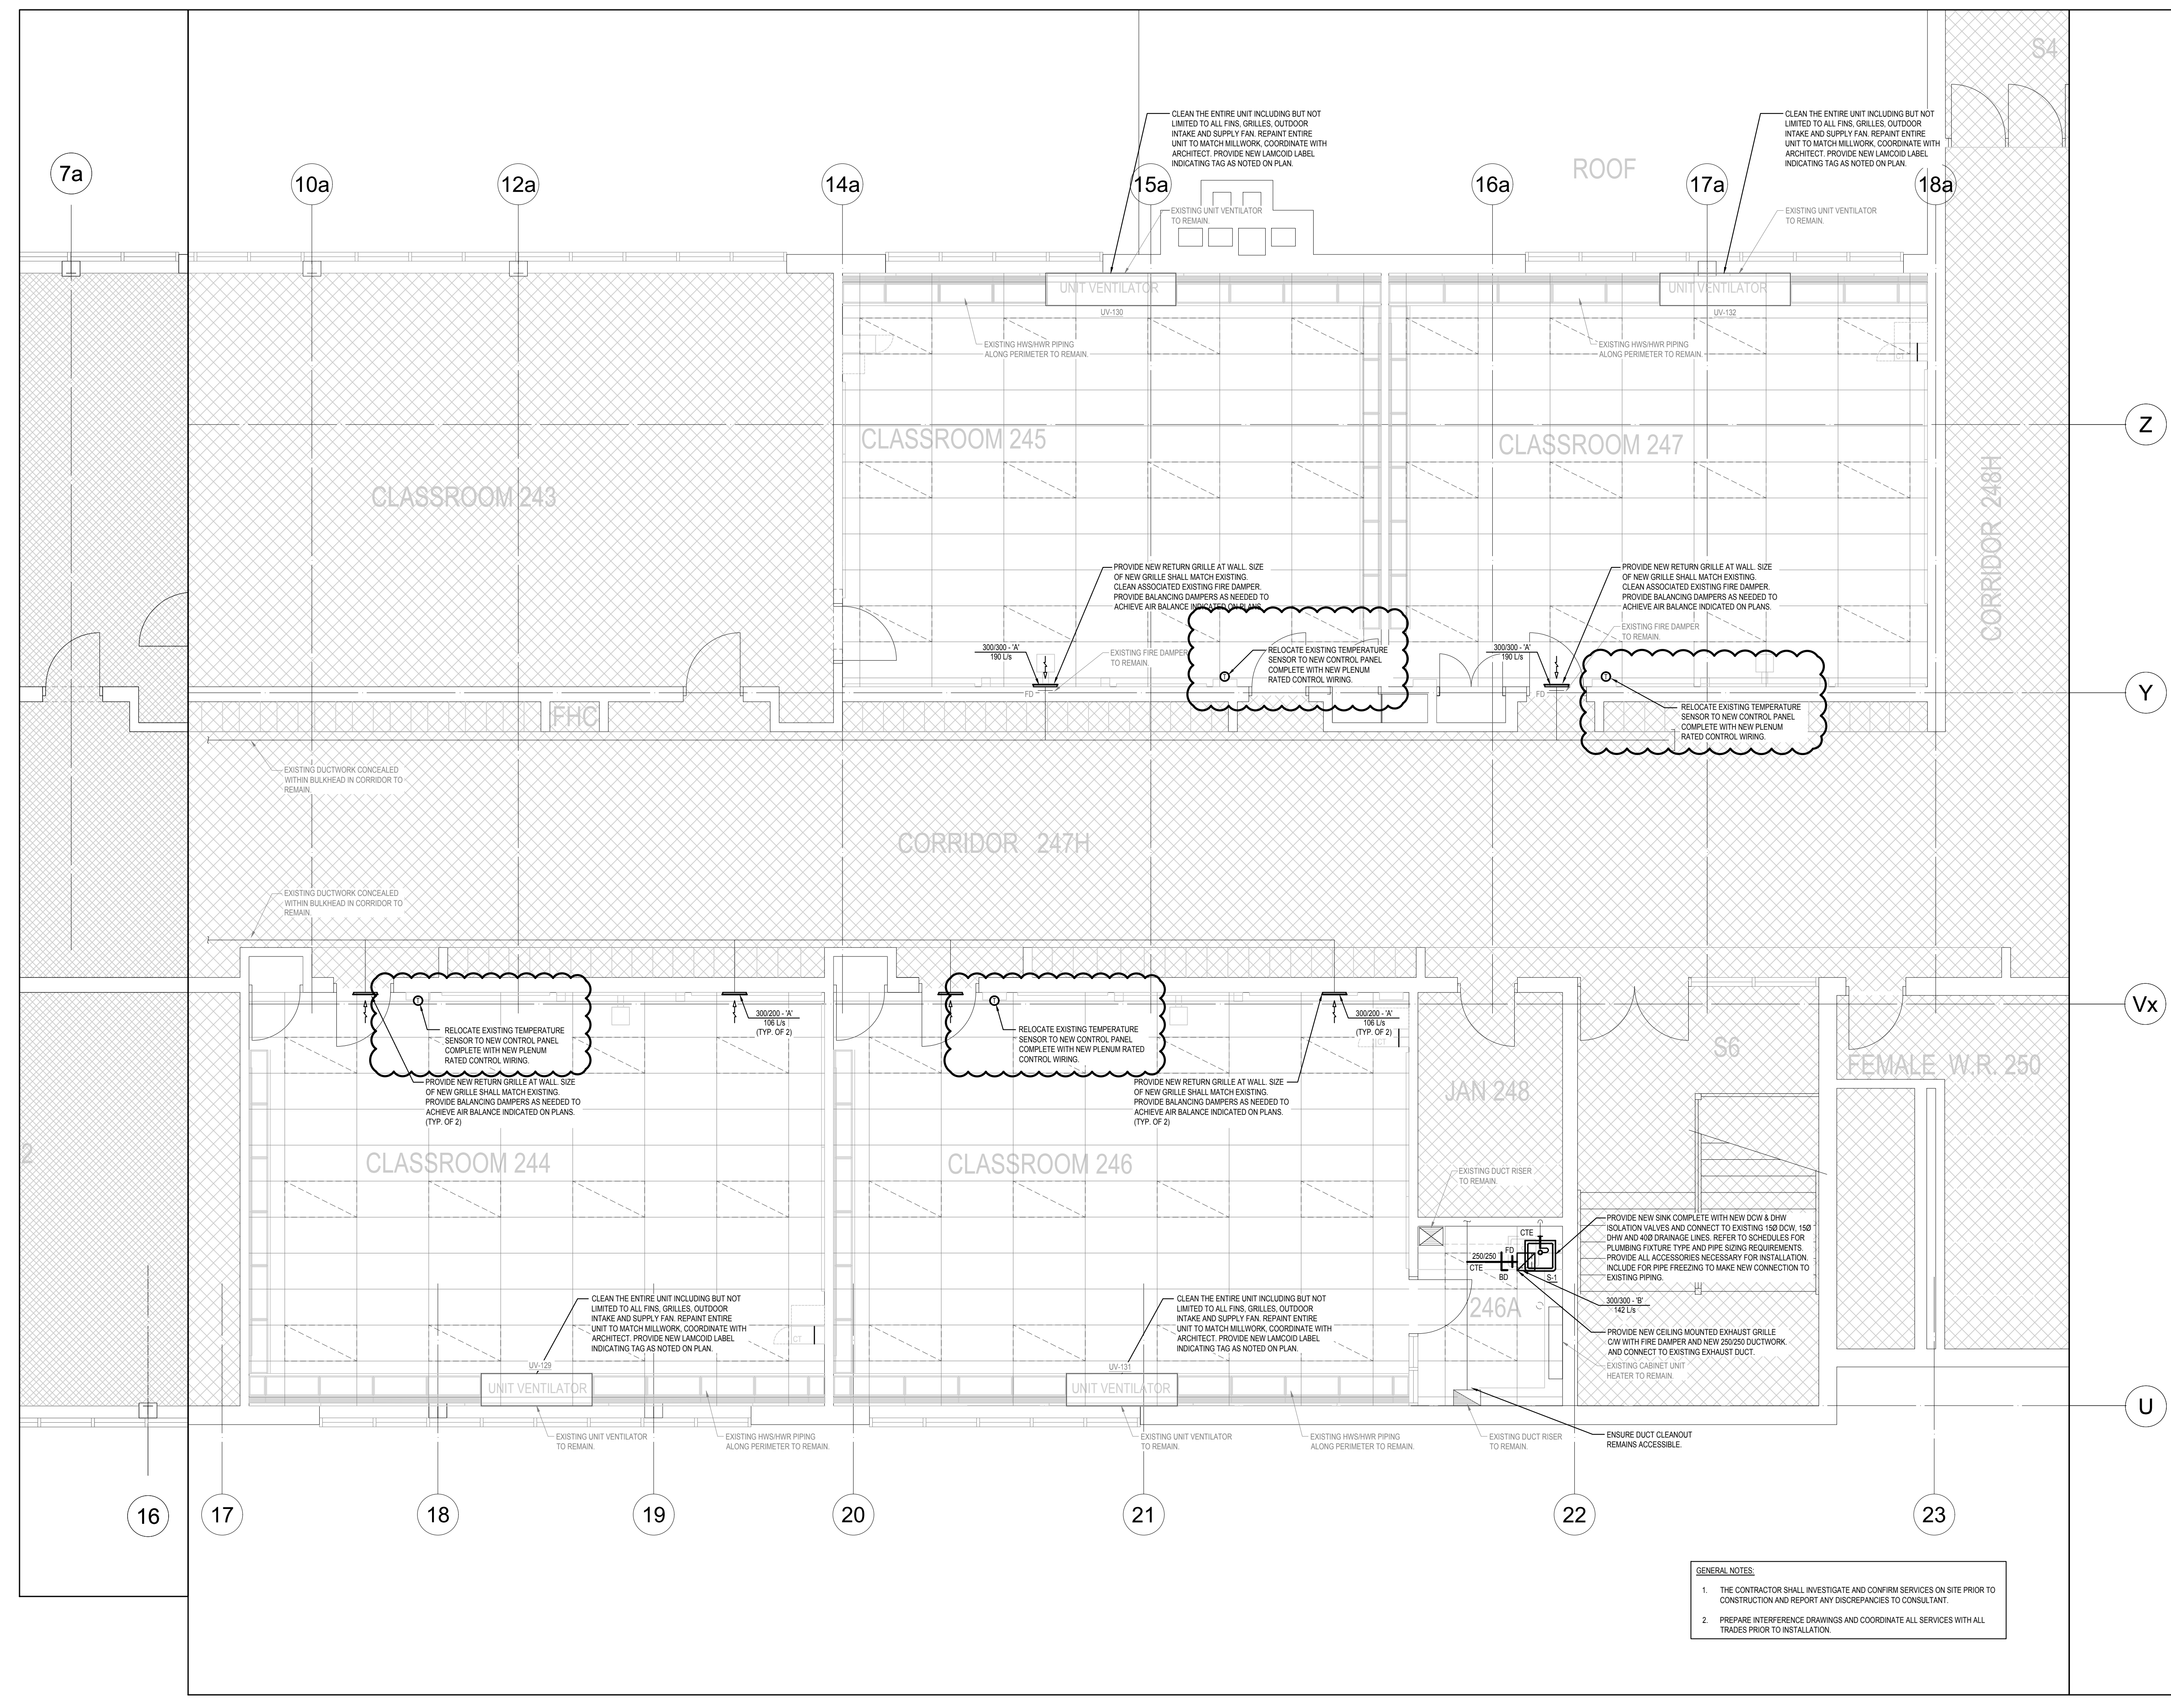 S4
CLEAN THE ENTIRE UNIT INCLUDING BUT NOT
LIMITED TO ALL FINS, GRILLES, OUTDOOR
INTAKE AND SUPPLY FAN. REPAINT ENTIRE
UNIT TO MATCH MILLWORK, COORDINATE WITH
ARCHITECT. PROVIDE NEW LAMCOID LABEL
INDICATING TAG AS NOTED ON PLAN.
CLEAN THE ENTIRE UNIT INCLUDING BUT NOT
LIMITED TO ALL FINS, GRILLES, OUTDOOR
INTAKE AND SUPPLY FAN. REPAINT ENTIRE
UNIT TO MATCH MILLWORK, COORDINATE WITH
ARCHITECT. PROVIDE NEW LAMCOID LABEL
INDICATING TAG AS NOTED ON PLAN.
ROOF
7a
10a
12a
14a
15a
16a
17a
18a
EXISTING UNIT VENTILATOR
TO REMAIN.
EXISTING UNIT VENTILATOR
TO REMAIN.
UNIT VENTILATOR
UNIT VENTILATOR
UV-130
UV-132
EXISTING HWS/HWR PIPING
ALONG PERIMETER TO REMAIN.
EXISTING HWS/HWR PIPING
ALONG PERIMETER TO REMAIN.
CT
Z
CLASSROOM 243
CLASSROOM 245
CLASSROOM 247
CORRIDOR 248H
PROVIDE NEW RETURN GRILLE AT WALL. SIZE
OF NEW GRILLE SHALL MATCH EXISTING.
CLEAN ASSOCIATED EXISTING FIRE DAMPER.
PROVIDE BALANCING DAMPERS AS NEEDED TO
ACHIEVE AIR BALANCE INDICATED ON PLANS.
PROVIDE NEW RETURN GRILLE AT WALL. SIZE
OF NEW GRILLE SHALL MATCH EXISTING.
CLEAN ASSOCIATED EXISTING FIRE DAMPER.
PROVIDE BALANCING DAMPERS AS NEEDED TO
ACHIEVE AIR BALANCE INDICATED ON PLANS.
300/300 - 'A'
190 L/s
EXISTING FIRE DAMPER
TO REMAIN.
T
RELOCATE EXISTING TEMPERATURE
SENSOR TO NEW CONTROL PANEL
COMPLETE WITH NEW PLENUM
RATED CONTROL WIRING.
300/300 - 'A'
190 L/s
EXISTING FIRE DAMPER
TO REMAIN.
T
RELOCATE EXISTING TEMPERATURE
SENSOR TO NEW CONTROL PANEL
COMPLETE WITH NEW PLENUM
RATED CONTROL WIRING.
FD
FD
Y
FHC
EXISTING DUCTWORK CONCEALED
WITHIN BULKHEAD IN CORRIDOR TO
REMAIN.
CORRIDOR 247H
EXISTING DUCTWORK CONCEALED
WITHIN BULKHEAD IN CORRIDOR TO
REMAIN.
T
RELOCATE EXISTING TEMPERATURE
SENSOR TO NEW CONTROL PANEL
COMPLETE WITH NEW PLENUM
RATED CONTROL WIRING.
300/200 - 'A'
106 L/s
(TYP. OF 2)
T
RELOCATE EXISTING TEMPERATURE
SENSOR TO NEW CONTROL PANEL
COMPLETE WITH NEW PLENUM RATED
CONTROL WIRING.
300/200 - 'A'
106 L/s
(TYP. OF 2)
CT
Vx
PROVIDE NEW RETURN GRILLE AT WALL. SIZE
OF NEW GRILLE SHALL MATCH EXISTING.
PROVIDE BALANCING DAMPERS AS NEEDED TO
ACHIEVE AIR BALANCE INDICATED ON PLANS.
(TYP. OF 2)
PROVIDE NEW RETURN GRILLE AT WALL. SIZE
OF NEW GRILLE SHALL MATCH EXISTING.
PROVIDE BALANCING DAMPERS AS NEEDED TO
ACHIEVE AIR BALANCE INDICATED ON PLANS.
(TYP. OF 2)
2
CLASSROOM 244
CLASSROOM 246
JAN 248
S6
FEMALE W.R. 250
EXISTING DUCT RISER
TO REMAIN.
PROVIDE NEW SINK COMPLETE WITH NEW DCW & DHW
ISOLATION VALVES AND CONNECT TO EXISTING 15Ø DCW, 15Ø
DHW AND 40Ø DRAINAGE LINES. REFER TO SCHEDULES FOR
PLUMBING FIXTURE TYPE AND PIPE SIZING REQUIREMENTS.
PROVIDE ALL ACCESSORIES NECESSARY FOR INSTALLATION.
INCLUDE FOR PIPE FREEZING TO MAKE NEW CONNECTION TO
EXISTING PIPING.
CTE
FD
250/250
CTE
BD
S-1
246A
300/300 - 'B'
142 L/s
PROVIDE NEW CEILING MOUNTED EXHAUST GRILLE
C/W WITH FIRE DAMPER AND NEW 250/250 DUCTWORK.
AND CONNECT TO EXISTING EXHAUST DUCT.
EXISTING CABINET UNIT
HEATER TO REMAIN.
CLEAN THE ENTIRE UNIT INCLUDING BUT NOT
LIMITED TO ALL FINS, GRILLES, OUTDOOR
INTAKE AND SUPPLY FAN. REPAINT ENTIRE
UNIT TO MATCH MILLWORK, COORDINATE WITH
ARCHITECT. PROVIDE NEW LAMCOID LABEL
INDICATING TAG AS NOTED ON PLAN.
CT
CLEAN THE ENTIRE UNIT INCLUDING BUT NOT
LIMITED TO ALL FINS, GRILLES, OUTDOOR
INTAKE AND SUPPLY FAN. REPAINT ENTIRE
UNIT TO MATCH MILLWORK, COORDINATE WITH
ARCHITECT. PROVIDE NEW LAMCOID LABEL
INDICATING TAG AS NOTED ON PLAN.
UV-129
UV-131
UNIT VENTILATOR
UNIT VENTILATOR
U
EXISTING UNIT VENTILATOR
TO REMAIN.
EXISTING HWS/HWR PIPING
ALONG PERIMETER TO REMAIN.
EXISTING UNIT VENTILATOR
TO REMAIN.
EXISTING HWS/HWR PIPING
ALONG PERIMETER TO REMAIN.
EXISTING DUCT RISER
TO REMAIN.
ENSURE DUCT CLEANOUT
REMAINS ACCESSIBLE.
16
17
18
19
20
21
22
23
GENERAL NOTES:
1. THE CONTRACTOR SHALL INVESTIGATE AND CONFIRM SERVICES ON SITE PRIOR TO
CONSTRUCTION AND REPORT ANY DISCREPANCIES TO CONSULTANT.
2. PREPARE INTERFERENCE DRAWINGS AND COORDINATE ALL SERVICES WITH ALL
TRADES PRIOR TO INSTALLATION.